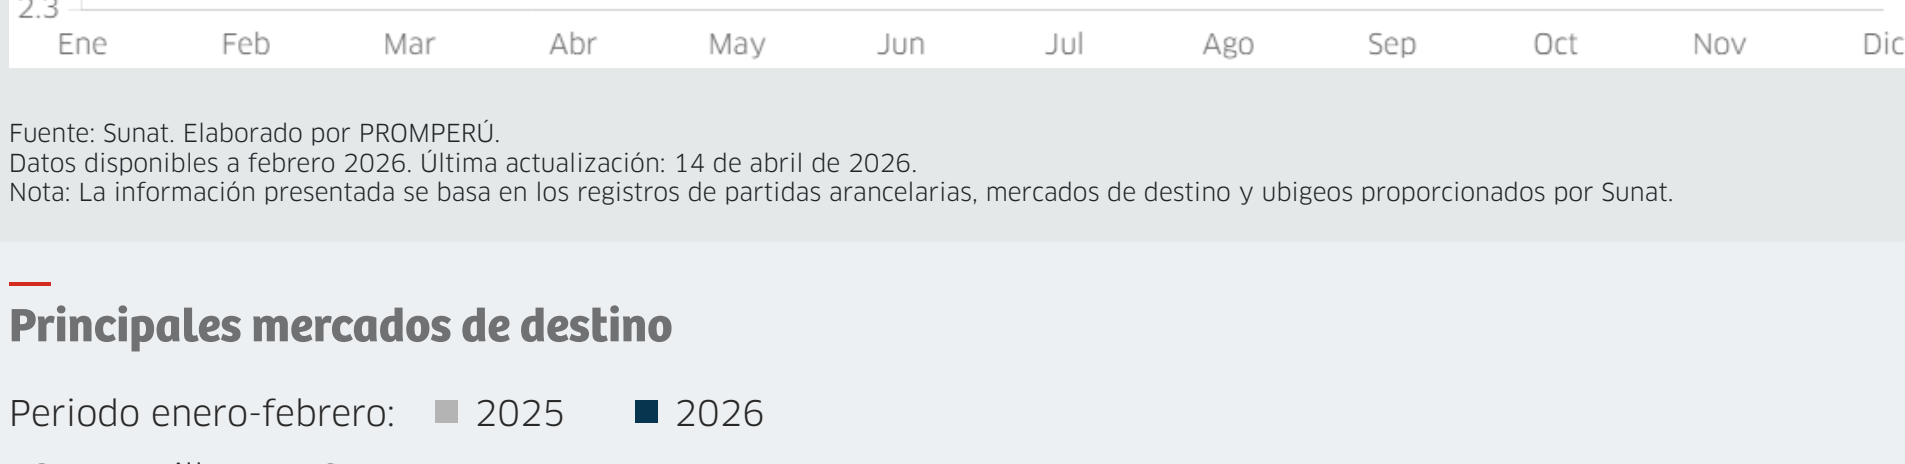 2.3
Ene Feb Mar Abr May Jun Jul Ago Sep Oct Nov Dic
Fuente: Sunat. Elaborado por PROMPERÚ.
Datos disponibles a febrero 2026. Última actualización: 14 de abril de 2026.
Nota: La información presentada se basa en los registros de partidas arancelarias, mercados de destino y ubigeos proporcionados por Sunat.
Principales mercados de destino
Periodo enero-febrero: 2025 2026